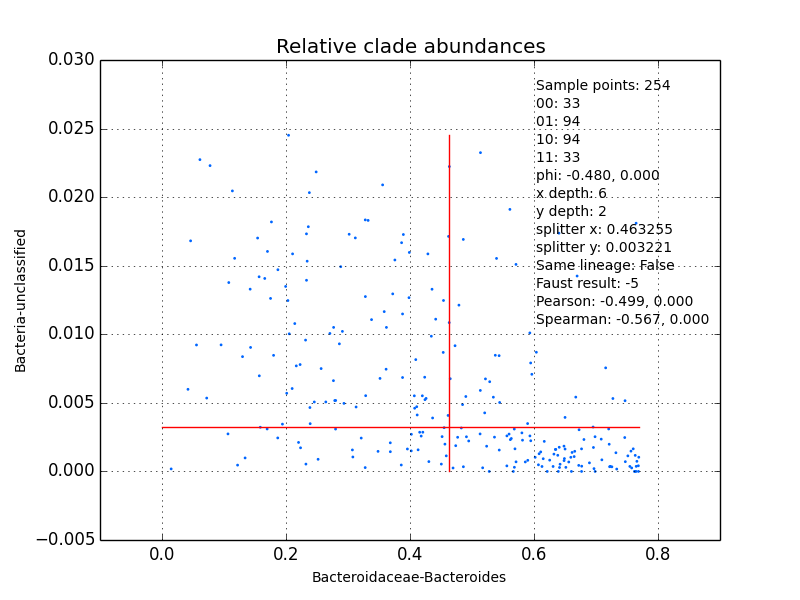 Relative clade abundances
0.030
0.025
0.020
0.015
0.010
0.005
0.000
−0.005
Bacteria-unclassified
Sample points: 254
00: 33
01: 94
10: 94
11: 33
phi: -0.480, 0.000
x depth: 6
y depth: 2
splitter x: 0.463255
splitter y: 0.003221
Same lineage: False
Faust result: -5
Pearson: -0.499, 0.000
Spearman: -0.567, 0.000
0.0 0.2 0.4 0.6 0.8
Bacteroidaceae-Bacteroides